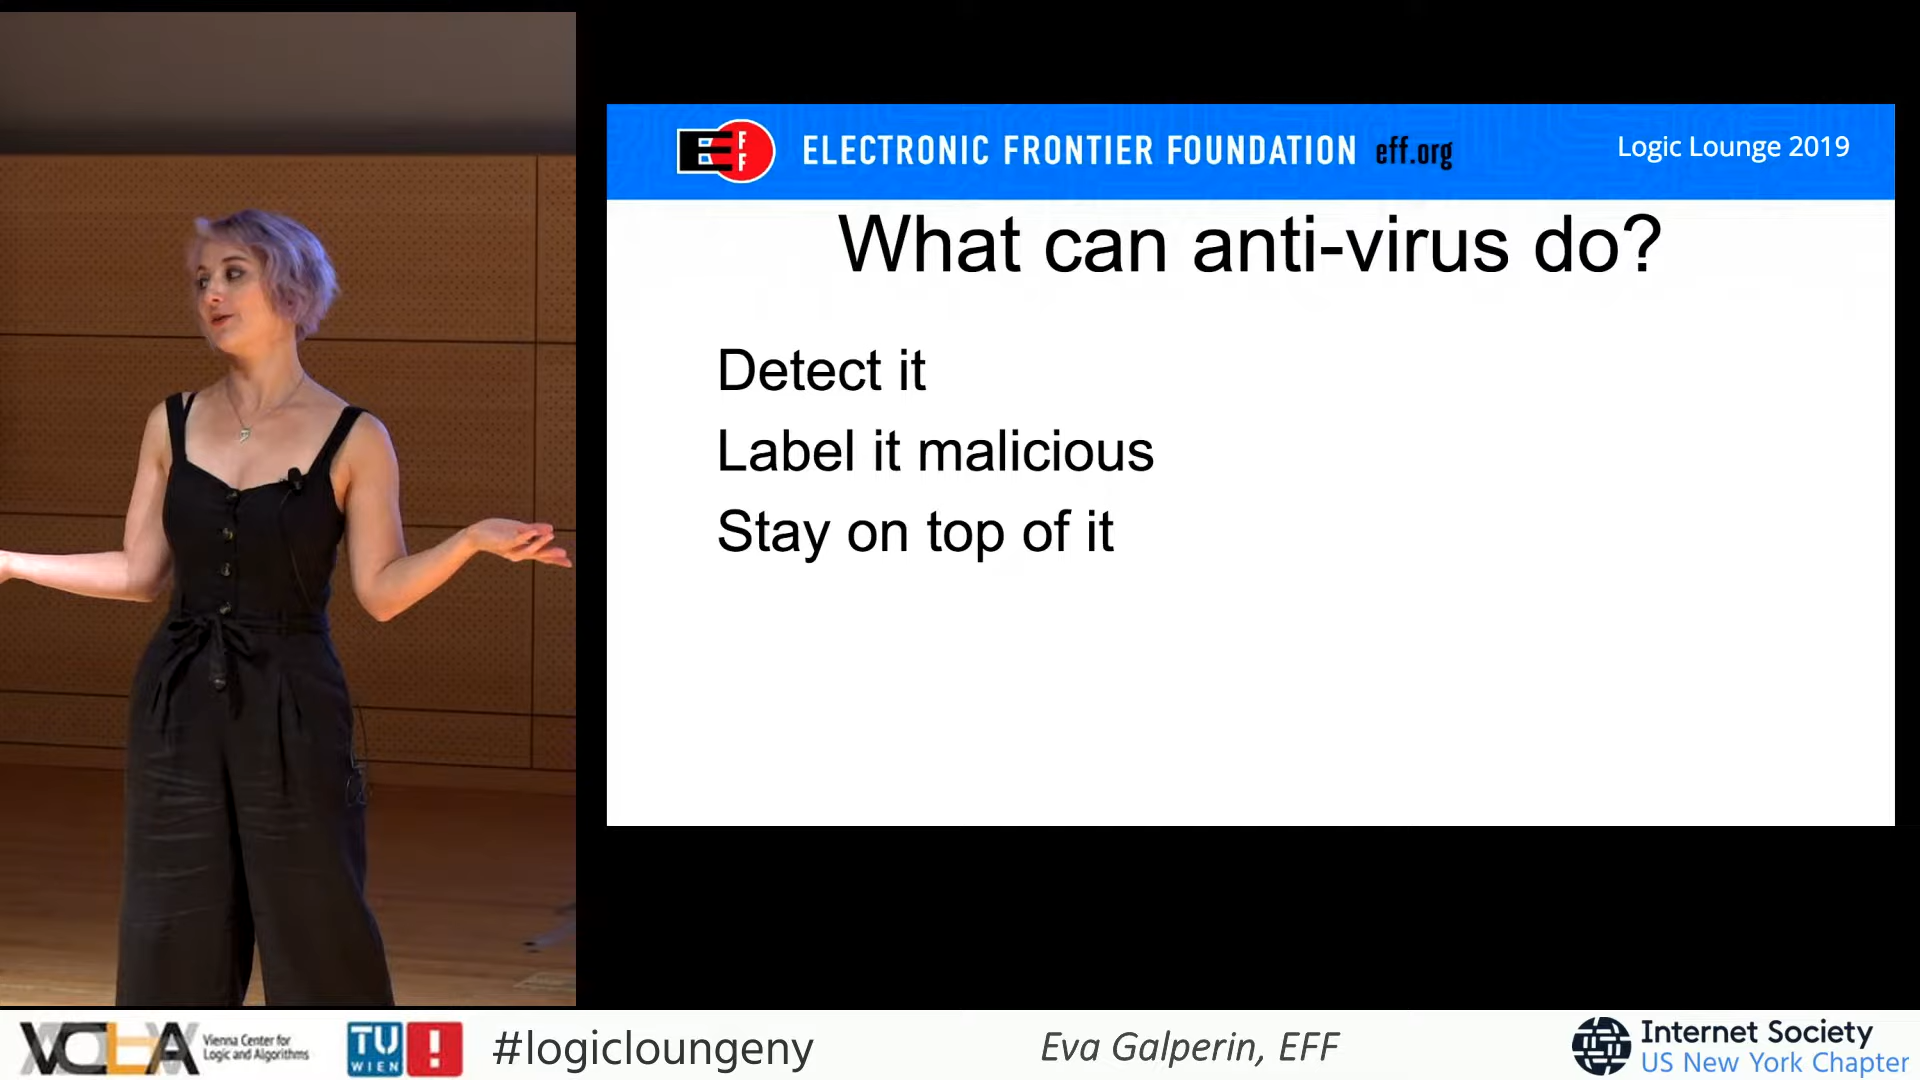 EFF
ELECTRONIC FRONTIER FOUNDATION eff.org
Logic Lounge 2019
What can anti-virus do?
Detect it
Label it malicious
Stay on top of it
VCLA
Vienna Center for
Logic and Algorithms
TU
WIEN
!
#logicloungeny
Eva Galperin, EFF
Internet Society
US New York Chapter